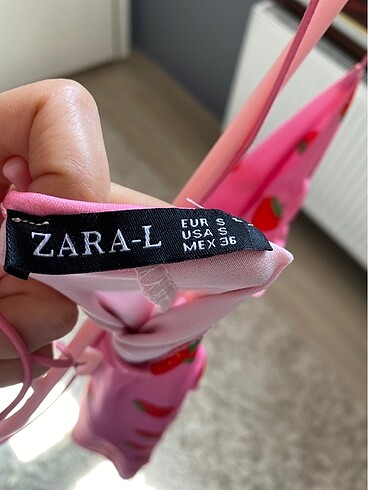 ZARA-L
EUR S
USA S
MEX 36